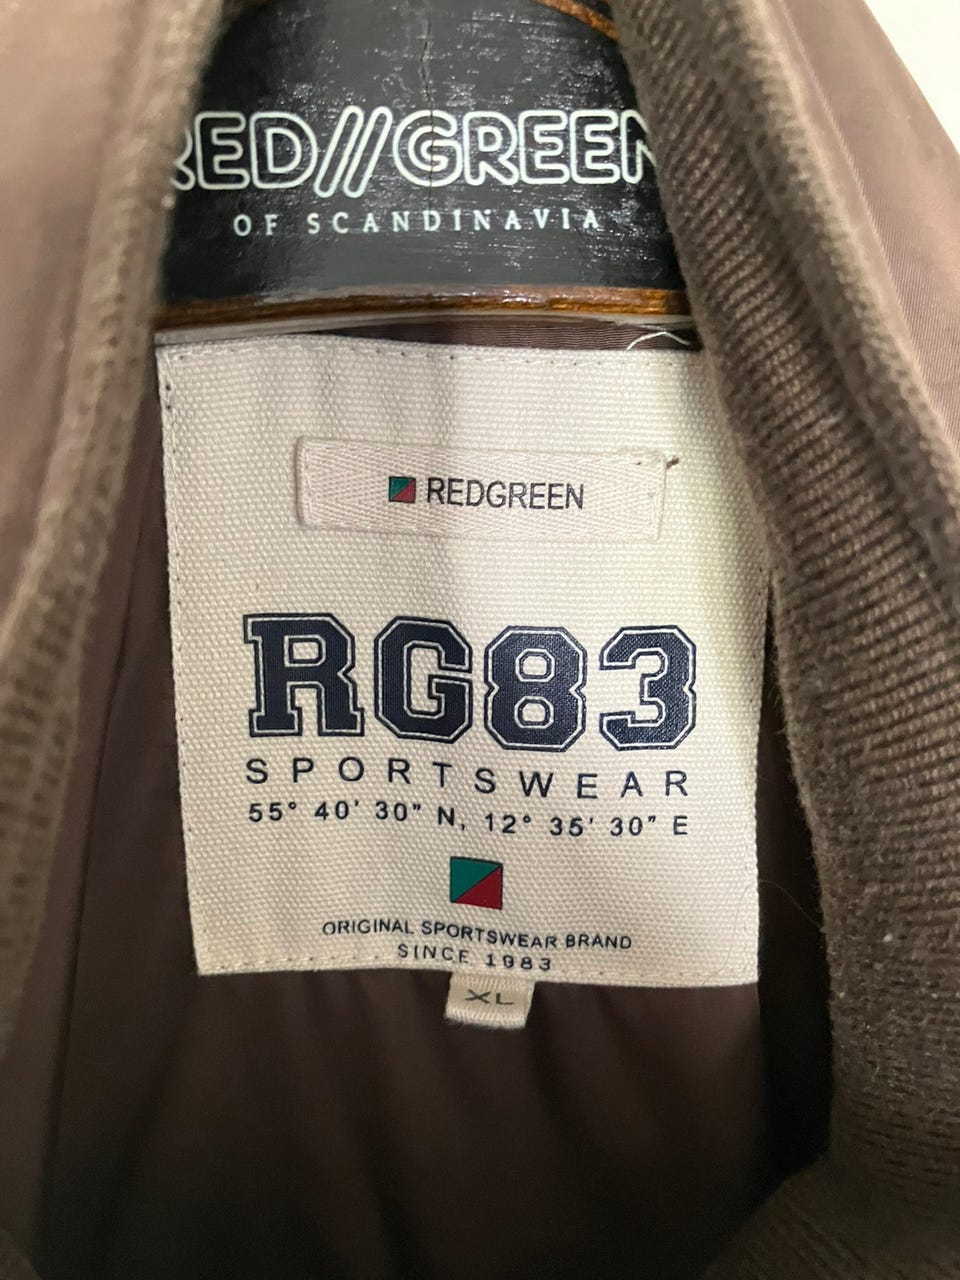 RED//GREEN
OF SCANDINAVIA
REDGREEN
RG83
SPORTSWEAR
55° 40' 30" N, 12° 35' 30" E
ORIGINAL SPORTSWEAR BRAND
SINCE 1983
XL